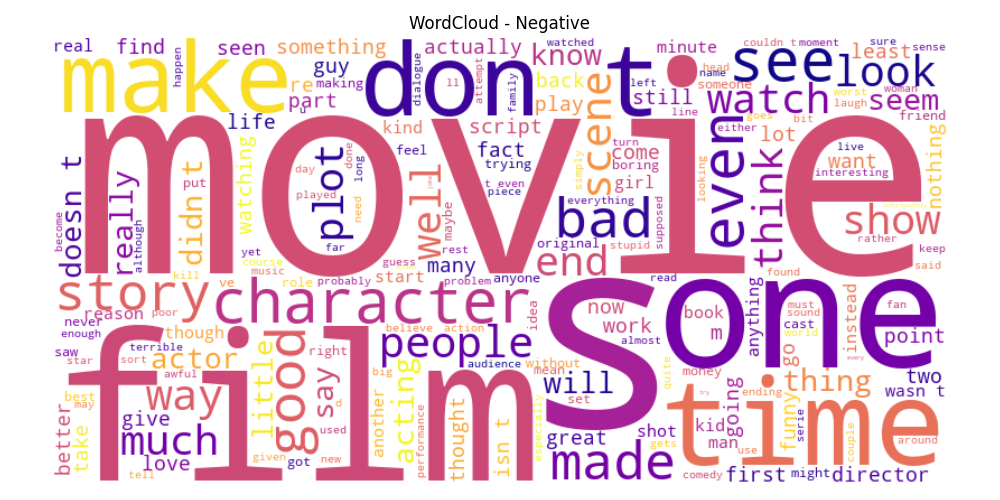 WordCloud - Negative
real find seen something actually know watched minute couldn t moment sure sense
happen guy re making part back see look least
make don t i dialogue ll attempt family play scene still left head name someone watch worst laugh woman seem friend
life kind script line goes either lot bit
movie
doesn t really although didn t put watching day played plot done long need feel well joke maybe fact trying boring t even piece come girl simply turn everything looking supposed even think live want interesting nothing
become yet far rest original stupid bad end show rather keep said
course music guess many problem anyone probably start read found
kill ve role
story character idea now work book m anything must sound cast world fan instead point
reason poor
never enough though believe action people almost one
saw star sort terrible actor right audience without mean quite money ending go thing two wasn t
film s time
best may awful way little good say big another acting will set every
better take give much d used new performance thought isn t especially great shot gets kid man going try use funny serie couple around
tell love given got made comedy first might director